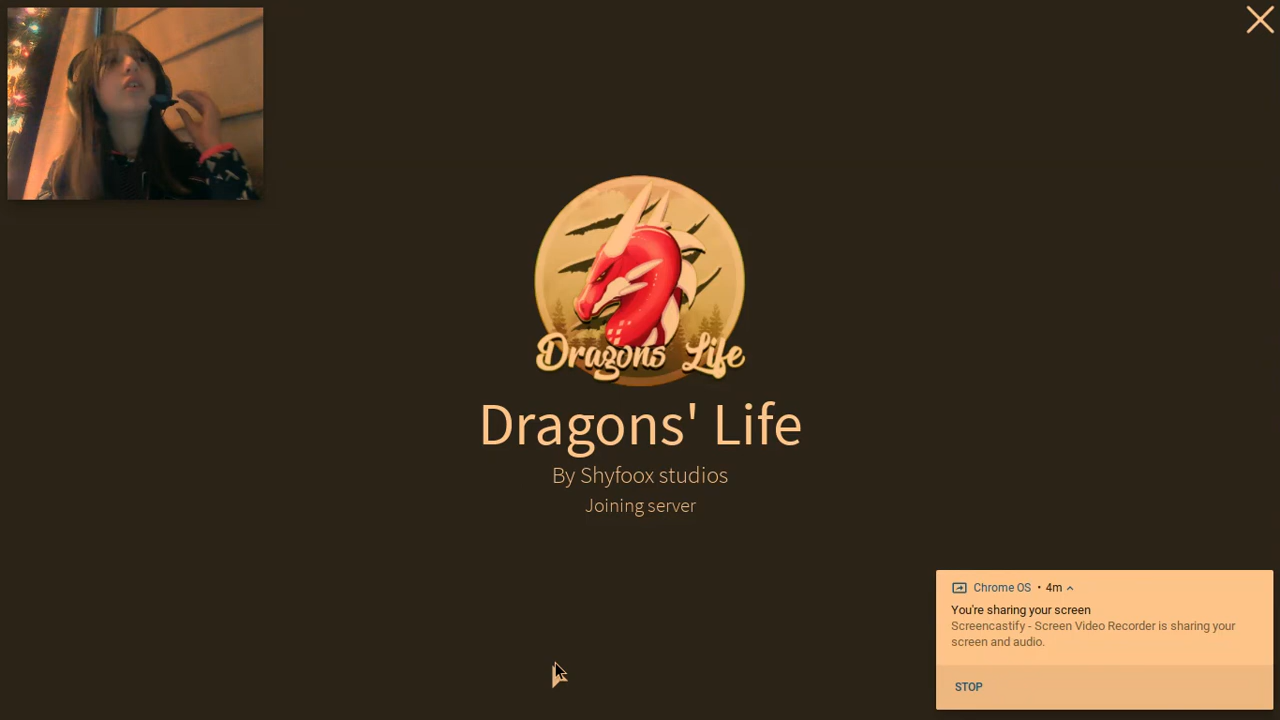 Dragons Life
Dragons' Life
By Shyfoox studios
Joining server
Chrome OS • 4m
You're sharing your screen
Screencastify - Screen Video Recorder is sharing your
screen and audio.
STOP